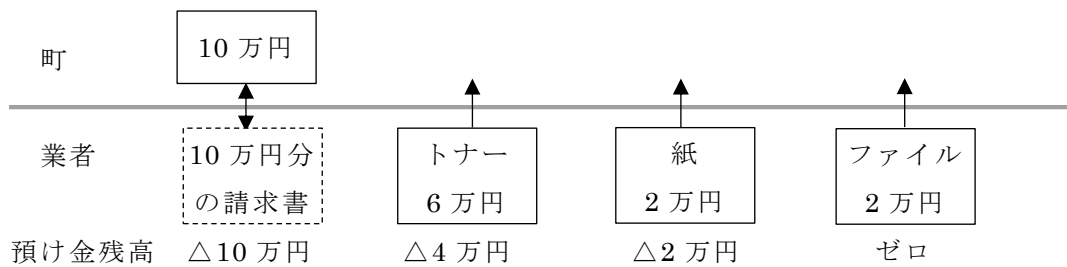 町
10 万円
業者
10 万円分
の請求書
トナー
6 万円
紙
2 万円
ファイル
2 万円
預け金残高
△10 万円
△4 万円
△2 万円
ゼロ